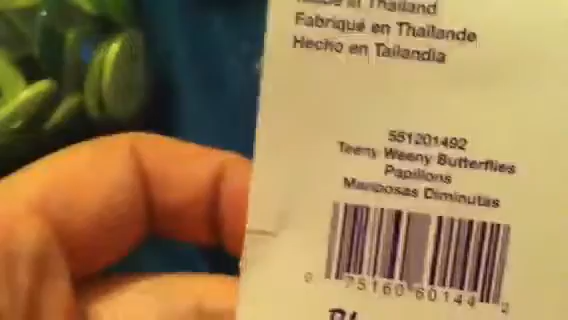 Made in Thailand
Fabriqué en Thaïlande
Hecho en Tailandia
551201492
Teeny Weeny Butterflies
Papillons
Mariposas Diminutas
0 75160 60144 0